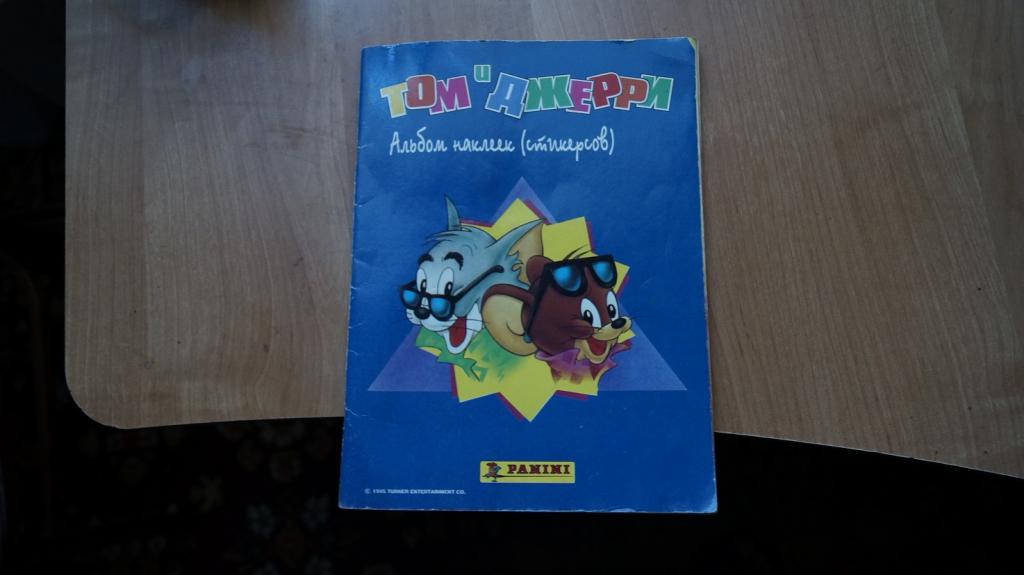 ТОМ и ДЖЕРРИ
Альбом наклеек (стикерсов)
PANINI
© 1995 TURNER ENTERTAINMENT CO.